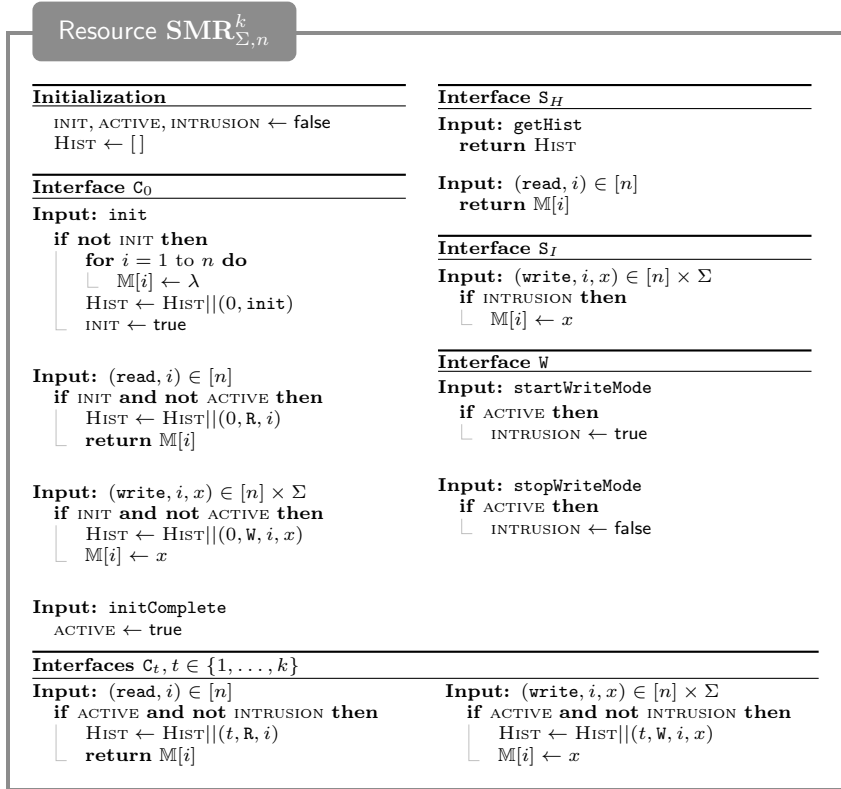 Resource SMR^k_{Σ,n}
Initialization
INIT, ACTIVE, INTRUSION ← false
HIST ← [ ]
Interface C_0
Input: init
if not INIT then
for i = 1 to n do
𝕄[i] ← λ
HIST ← HIST||(0, init)
INIT ← true
Input: (read, i) ∈ [n]
if INIT and not ACTIVE then
HIST ← HIST||(0, R, i)
return 𝕄[i]
Input: (write, i, x) ∈ [n] × Σ
if INIT and not ACTIVE then
HIST ← HIST||(0, W, i, x)
𝕄[i] ← x
Input: initComplete
ACTIVE ← true
Interface S_H
Input: getHist
return HIST
Input: (read, i) ∈ [n]
return 𝕄[i]
Interface S_I
Input: (write, i, x) ∈ [n] × Σ
if INTRUSION then
𝕄[i] ← x
Interface W
Input: startWriteMode
if ACTIVE then
INTRUSION ← true
Input: stopWriteMode
if ACTIVE then
INTRUSION ← false
Interfaces C_t, t ∈ {1, . . . , k}
Input: (read, i) ∈ [n]
if ACTIVE and not INTRUSION then
HIST ← HIST||(t, R, i)
return 𝕄[i]
Input: (write, i, x) ∈ [n] × Σ
if ACTIVE and not INTRUSION then
HIST ← HIST||(t, W, i, x)
𝕄[i] ← x